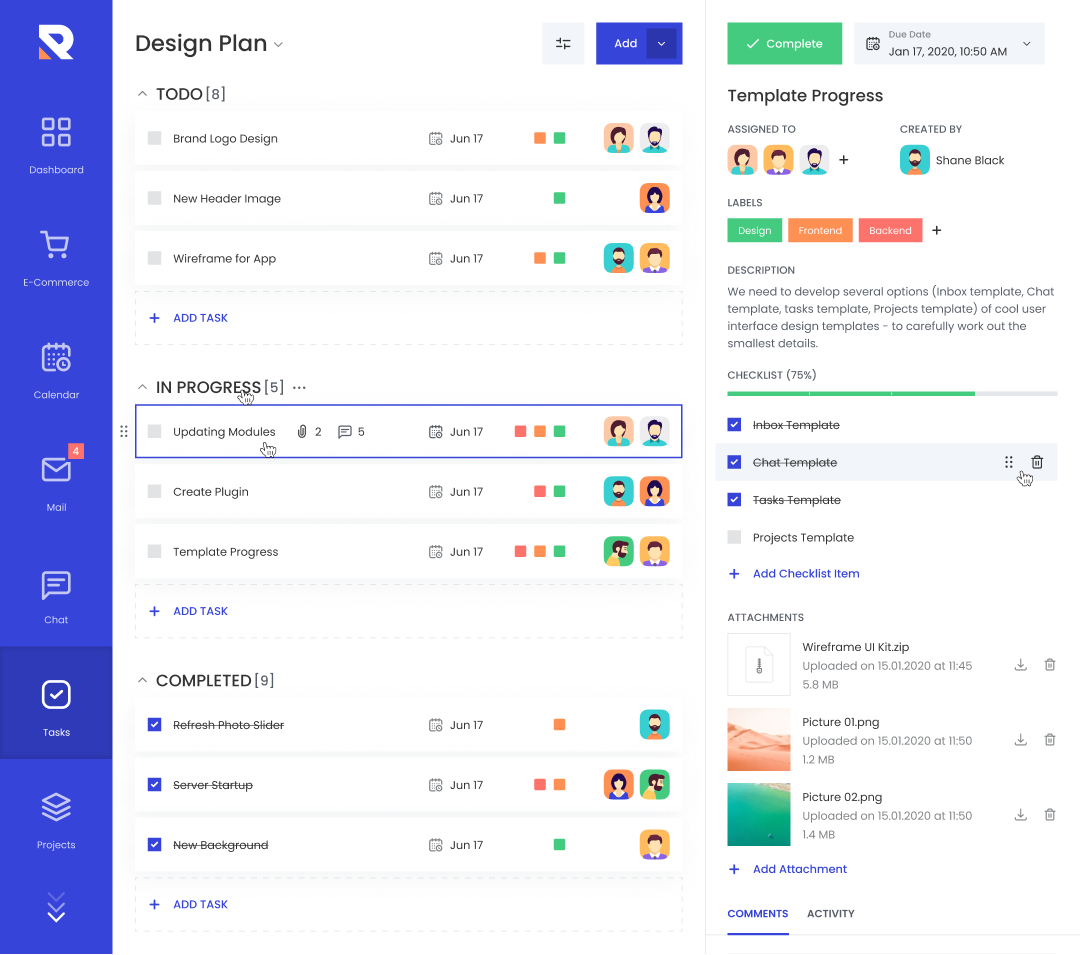 Dashboard
E-Commerce
Calendar
4
Mail
Chat
Tasks
Projects
Design Plan
Add
TODO [8]
Brand Logo Design Jun 17
New Header Image Jun 17
Wireframe for App Jun 17
+ ADD TASK
IN PROGRESS [5] ...
Updating Modules 2 5 Jun 17
Create Plugin Jun 17
Template Progress Jun 17
+ ADD TASK
COMPLETED [9]
Refresh Photo Slider Jun 17
Server Startup Jun 17
New Background Jun 17
+ ADD TASK
Complete
Due Date
Jan 17, 2020, 10:50 AM
Template Progress
ASSIGNED TO CREATED BY
+ Shane Black
LABELS
Design Frontend Backend +
DESCRIPTION
We need to develop several options (Inbox template, Chat
template, tasks template, Projects template) of cool user
interface design templates - to carefully work out the
smallest details.
CHECKLIST (75%)
Inbox Template
Chat Template
Tasks Template
Projects Template
+ Add Checklist Item
ATTACHMENTS
Wireframe UI Kit.zip
Uploaded on 15.01.2020 at 11:45
5.8 MB
Picture 01.png
Uploaded on 15.01.2020 at 11:50
1.2 MB
Picture 02.png
Uploaded on 15.01.2020 at 11:50
1.4 MB
+ Add Attachment
COMMENTS ACTIVITY